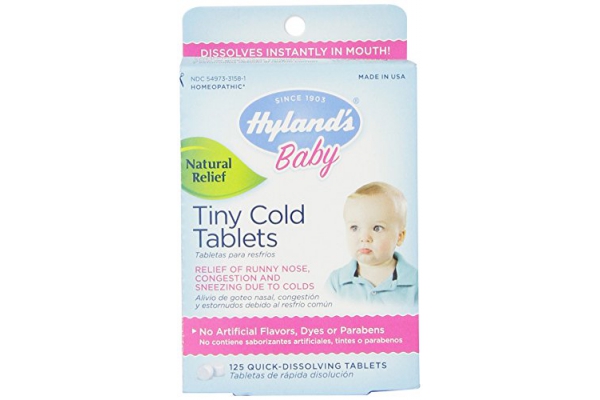 DISSOLVES INSTANTLY IN MOUTH!
NDC 54973-3158-1
HOMEOPATHIC*
MADE IN USA
SINCE 1903
Hyland's®
Baby
Natural
Relief
Tiny Cold
Tablets
Tabletas para resfríos
RELIEF OF RUNNY NOSE,
CONGESTION AND
SNEEZING DUE TO COLDS
Alivio de goteo nasal, congestión
y estornudos debido al resfrío común
No Artificial Flavors, Dyes or Parabens
No contiene saborizantes artificiales, tintes o parabenos
125 QUICK-DISSOLVING TABLETS
Tabletas de rápida disolución